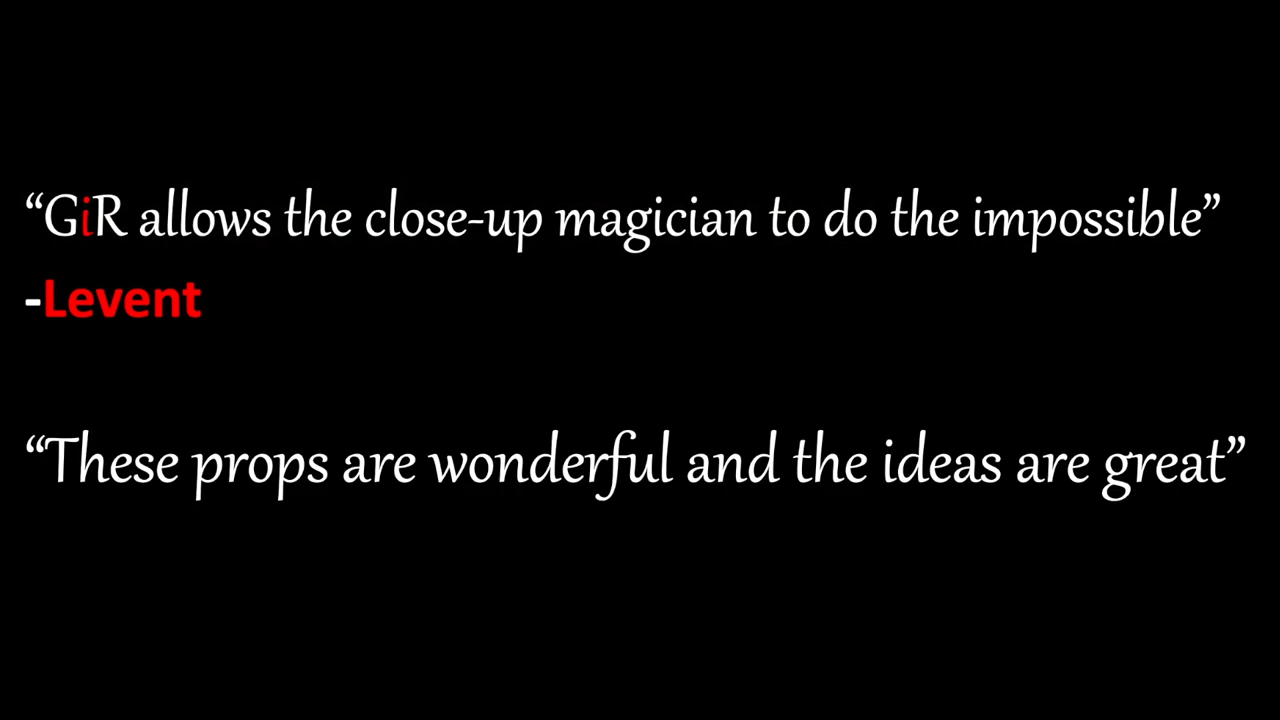 “GiR allows the close-up magician to do the impossible”
-Levent
“These props are wonderful and the ideas are great”